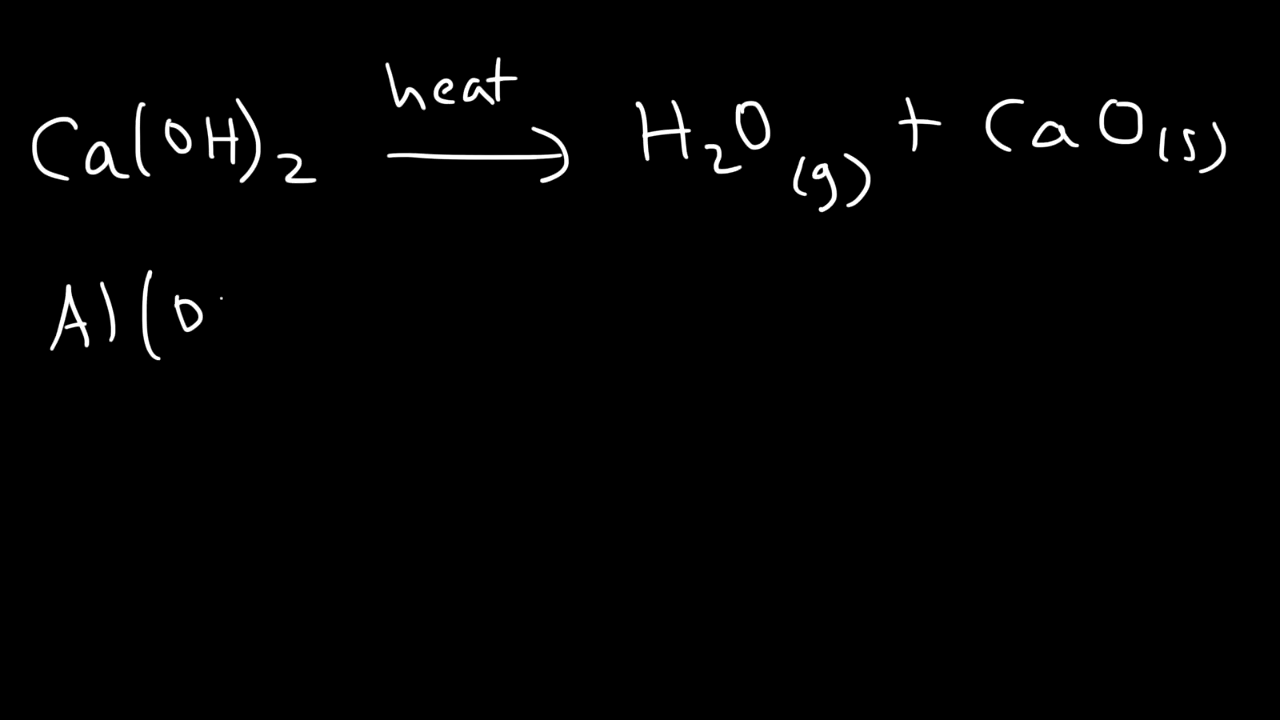 Ca(OH)₂ heat → H₂O(g) + CaO(s)
Al(O